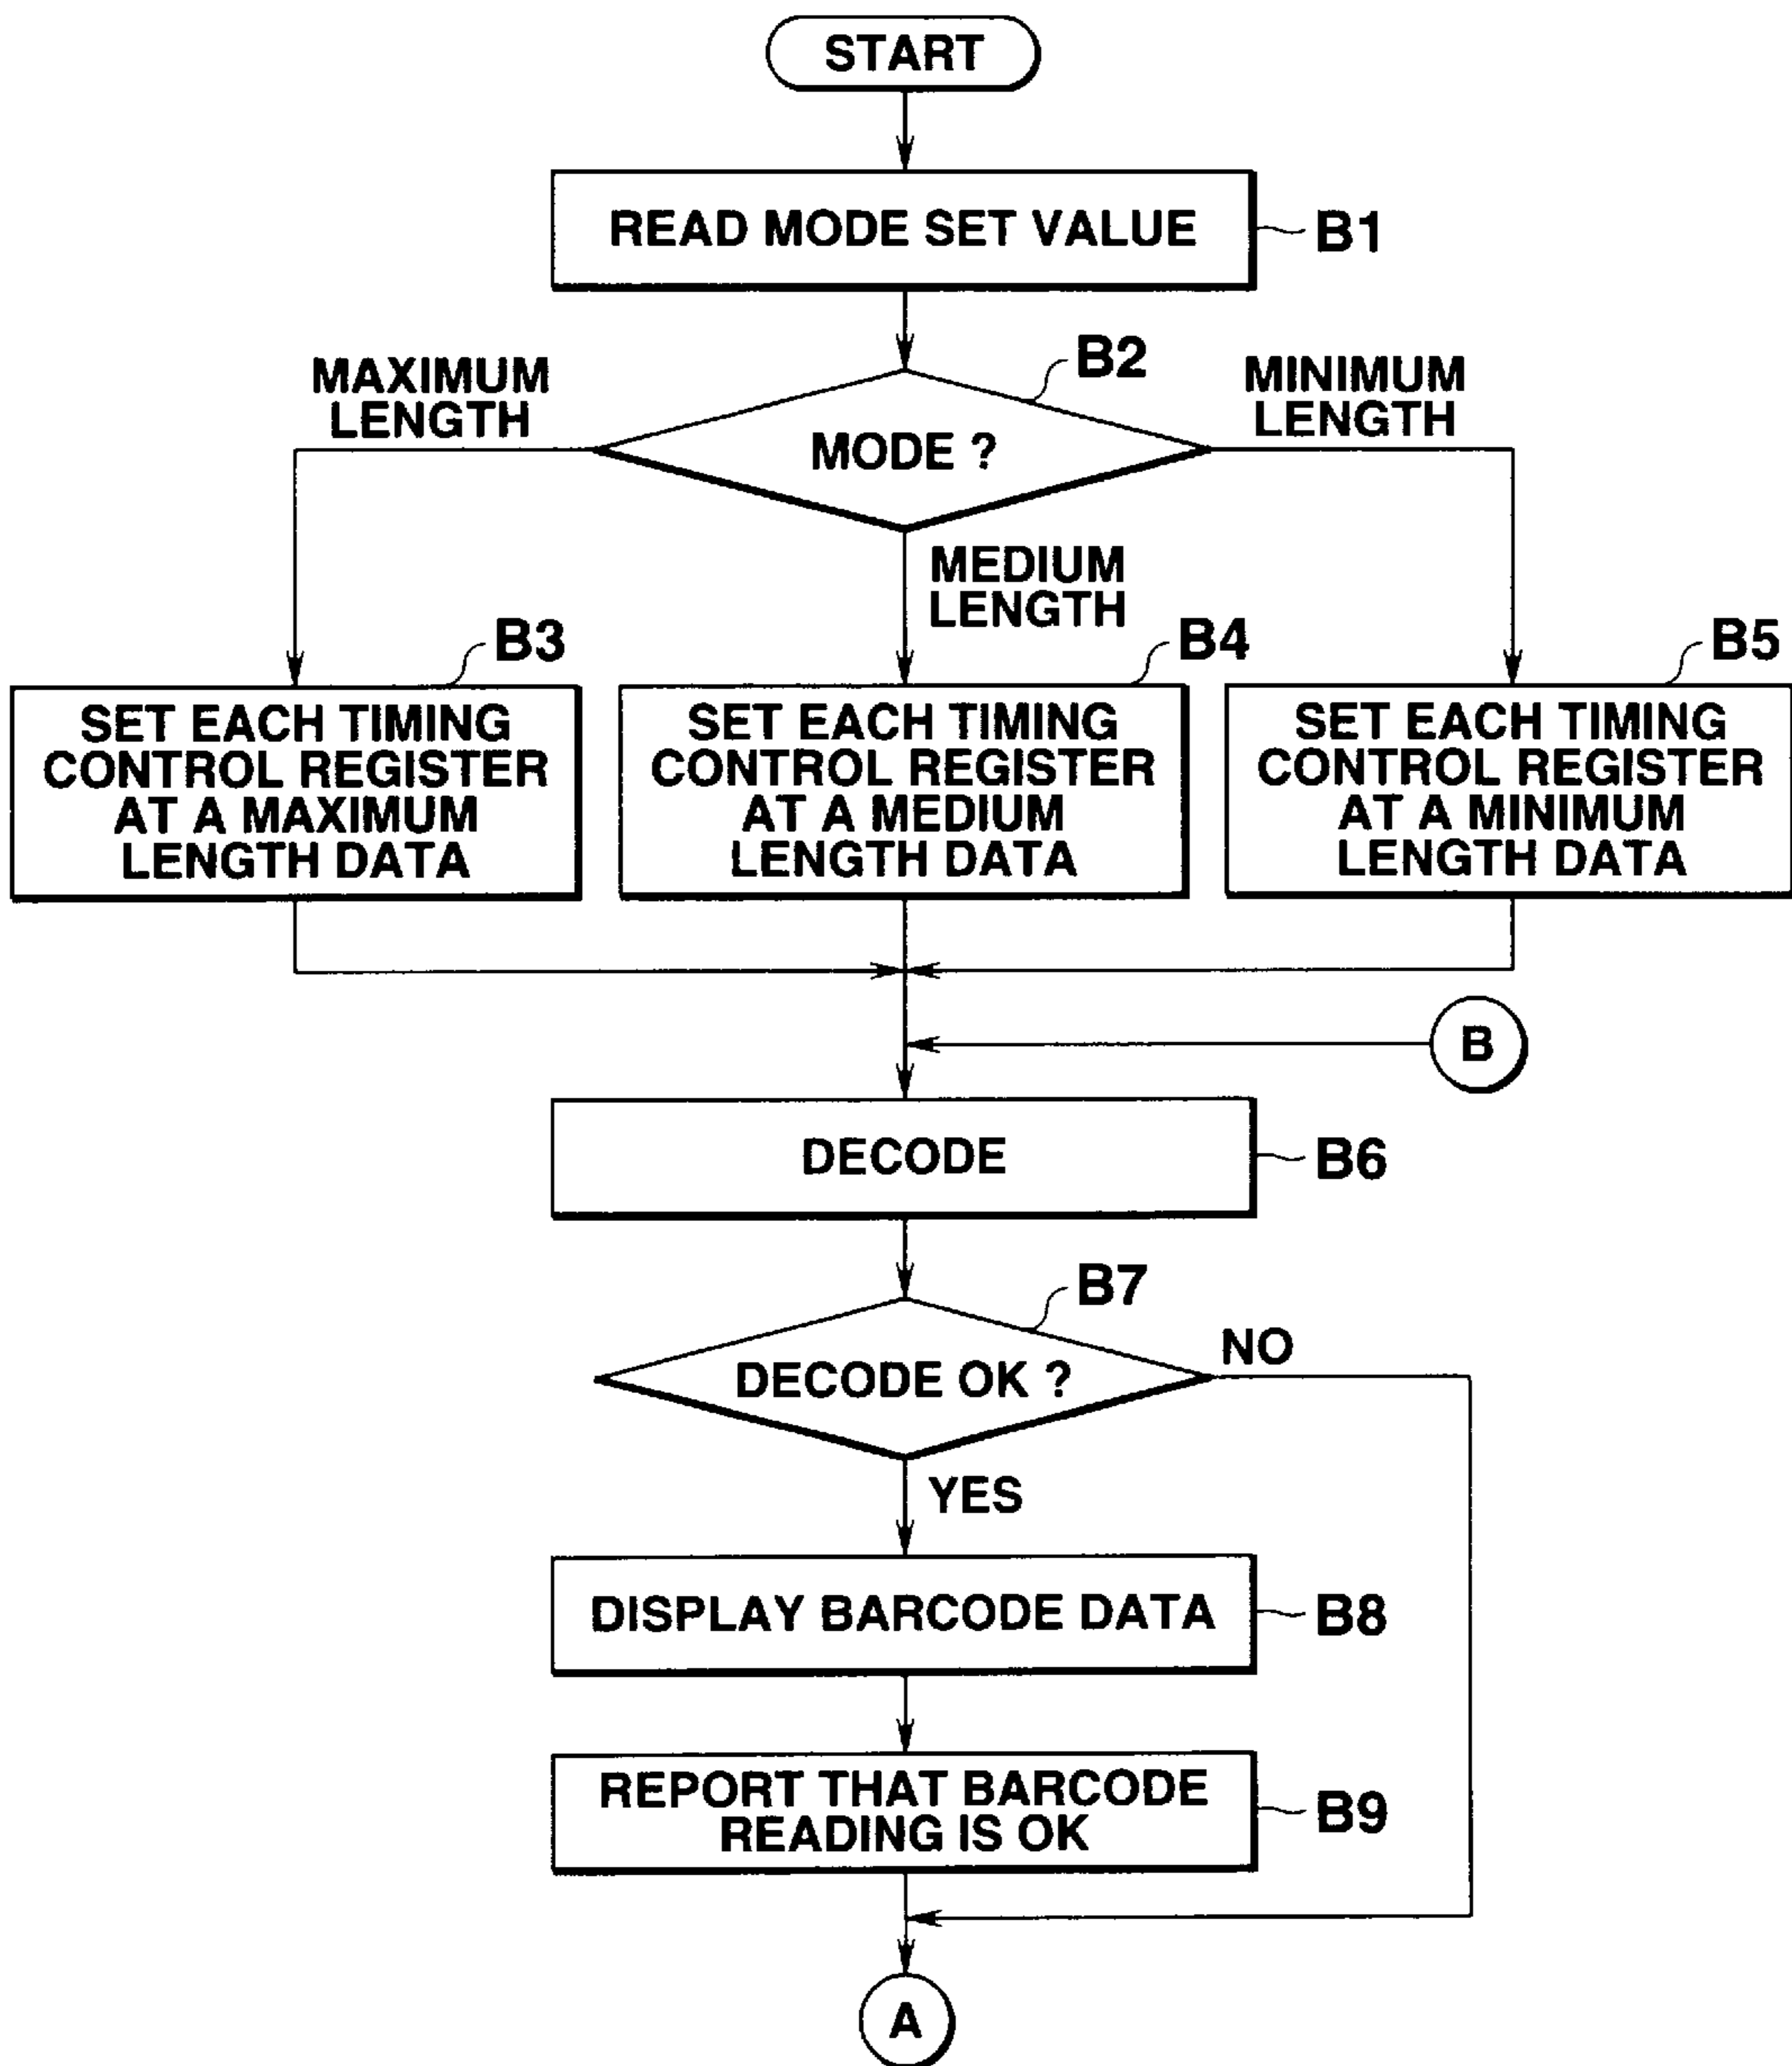 START
READ MODE SET VALUE
B1
B2
MAXIMUM
LENGTH
MINIMUM
LENGTH
MODE ?
MEDIUM
LENGTH
B3
B4
B5
SET EACH TIMING
CONTROL REGISTER
AT A MAXIMUM
LENGTH DATA
SET EACH TIMING
CONTROL REGISTER
AT A MEDIUM
LENGTH DATA
SET EACH TIMING
CONTROL REGISTER
AT A MINIMUM
LENGTH DATA
B
DECODE
B6
B7
DECODE OK ?
NO
YES
DISPLAY BARCODE DATA
B8
REPORT THAT BARCODE
READING IS OK
B9
A